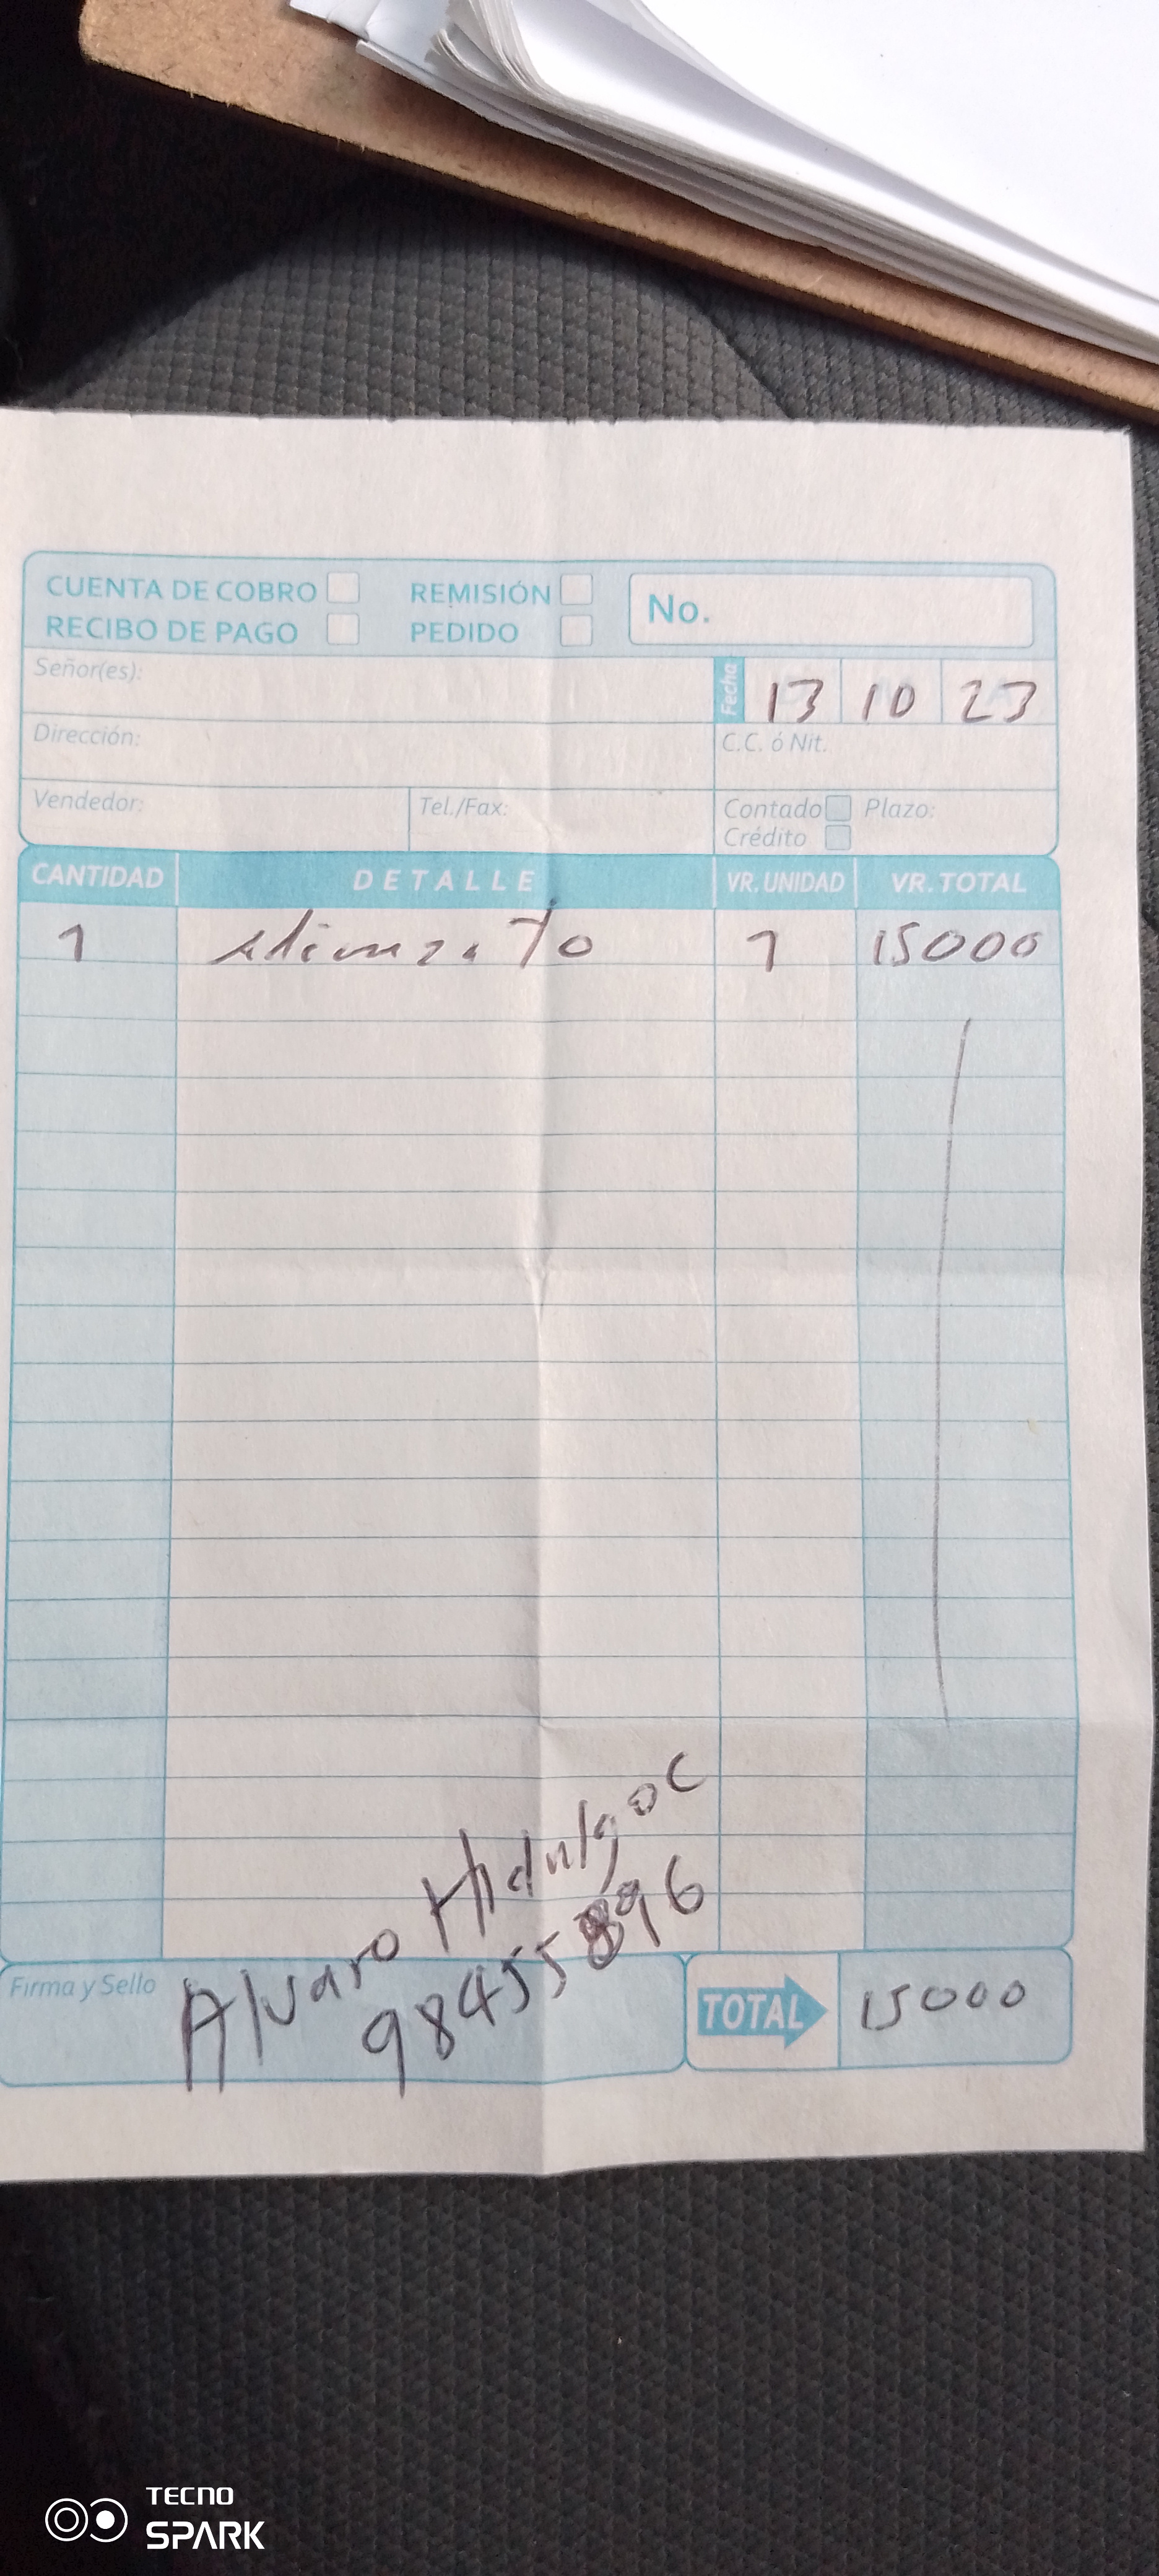 CUENTA DE COBRO REMISIÓN No.
RECIBO DE PAGO PEDIDO
Señor(es): Fecha 13 10 23
Dirección: C.C. ó Nit.
Vendedor: Tel./Fax: Contado Plazo:
Crédito
CANTIDAD DETALLE VR. UNIDAD VR. TOTAL
1 1 15000
Alvaro Hidalgo C
98455896
Firma y Sello TOTAL 15000
TECNO
SPARK